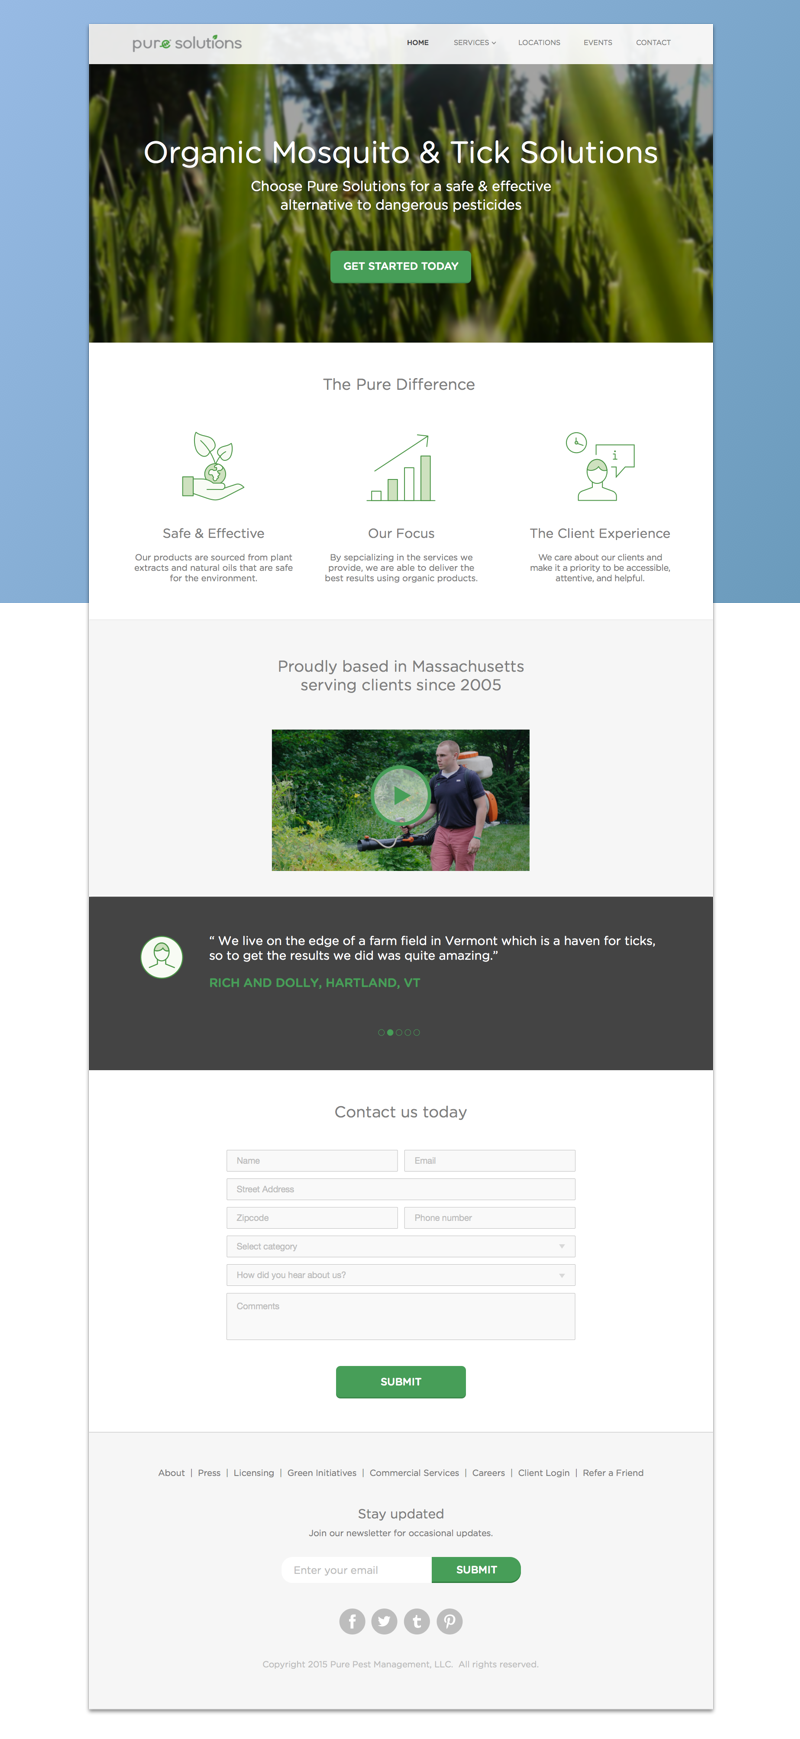 pure solutions
HOME SERVICES LOCATIONS EVENTS CONTACT
Organic Mosquito & Tick Solutions
Choose Pure Solutions for a safe & effective
alternative to dangerous pesticides
GET STARTED TODAY
The Pure Difference
i
Safe & Effective
Our products are sourced from plant
extracts and natural oils that are safe
for the environment.
Our Focus
By sepcializing in the services we
provide, we are able to deliver the
best results using organic products.
The Client Experience
We care about our clients and
make it a priority to be accessible,
attentive, and helpful.
Proudly based in Massachusetts
serving clients since 2005
“ We live on the edge of a farm field in Vermont which is a haven for ticks,
so to get the results we did was quite amazing.”
RICH AND DOLLY, HARTLAND, VT
Contact us today
Name Email
Street Address
Zipcode Phone number
Select category
How did you hear about us?
Comments
SUBMIT
About | Press | Licensing | Green Initiatives | Commercial Services | Careers | Client Login | Refer a Friend
Stay updated
Join our newsletter for occasional updates.
Enter your email SUBMIT
Copyright 2015 Pure Pest Management, LLC. All rights reserved.